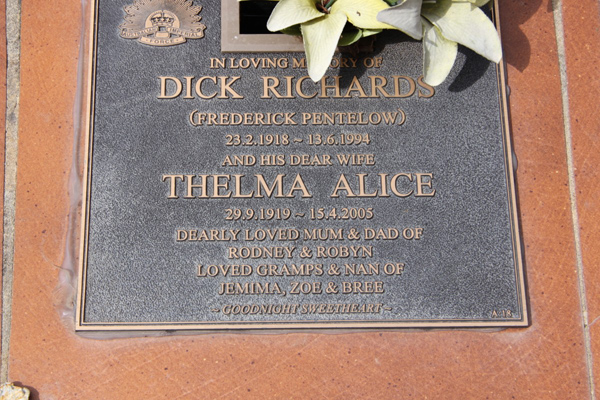 IN LOVING MEMORY OF
DICK RICHARDS
(FREDERICK PENTELOW)
23.2.1918 ~ 13.6.1994
AND HIS DEAR WIFE
THELMA ALICE
29.9.1919 ~ 15.4.2005
DEARLY LOVED MUM & DAD OF
RODNEY & ROBYN
LOVED GRAMPS & NAN OF
JEMIMA, ZOE & BREE
~ GOODNIGHT SWEETHEART ~
A 18